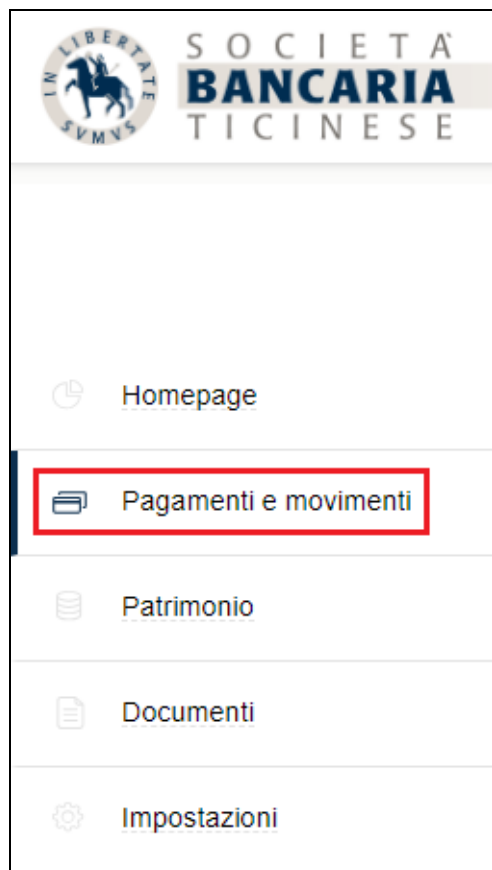 IN LIBERTATE SVMVS
SOCIETÀ
BANCARIA
TICINESE
Homepage
Pagamenti e movimenti
Patrimonio
Documenti
Impostazioni